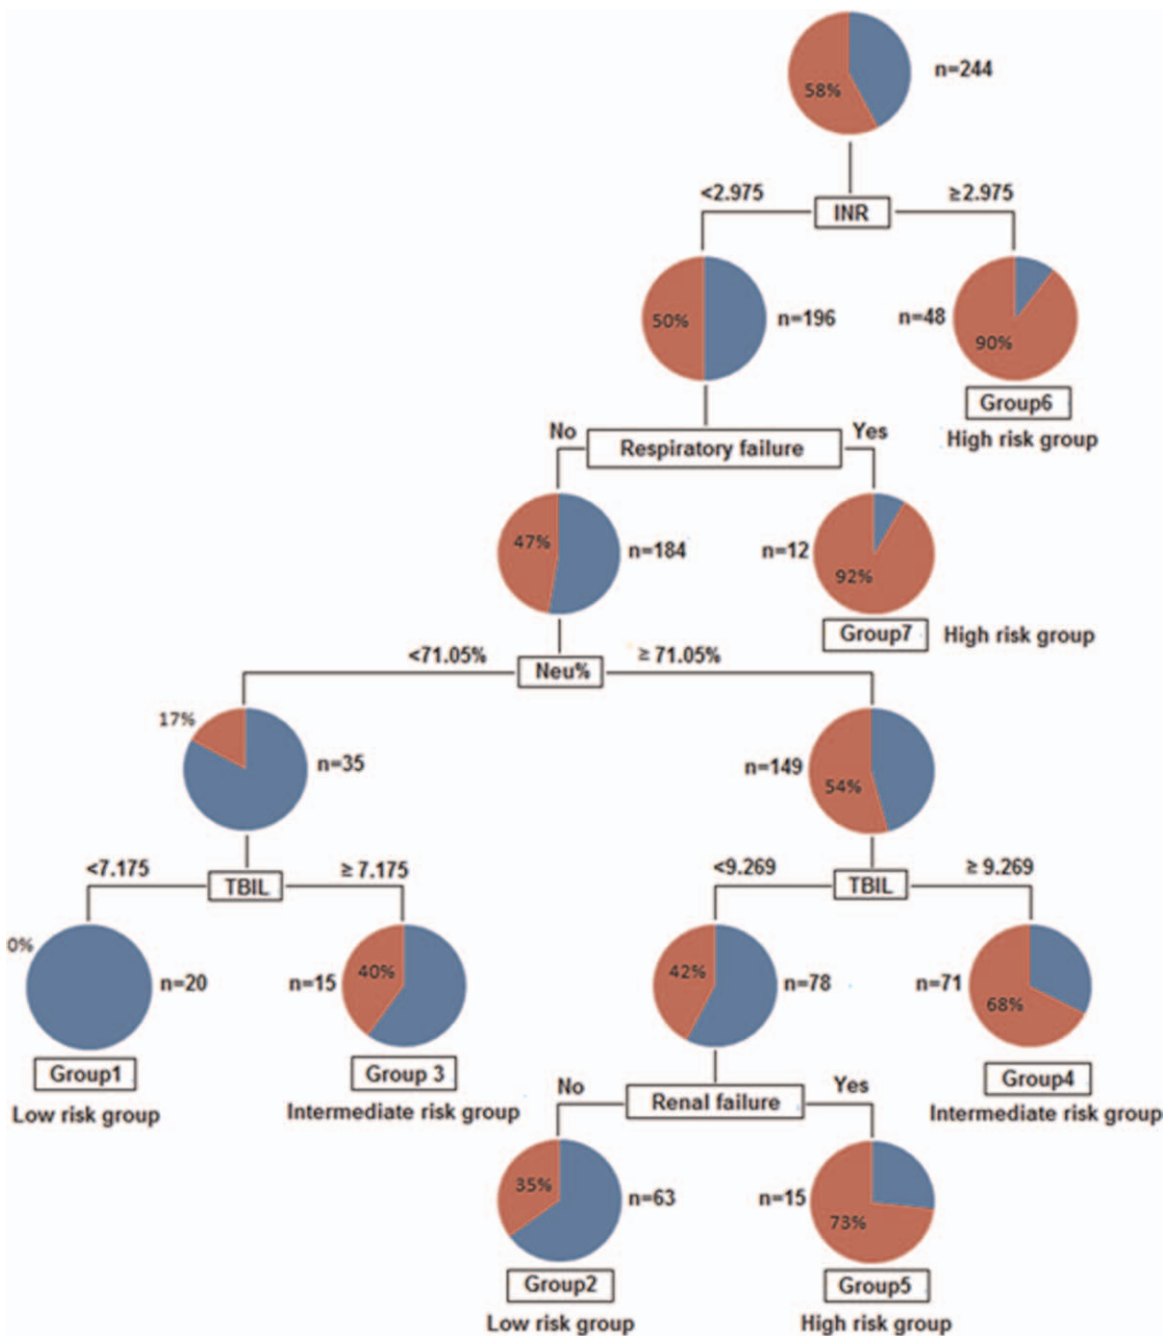 58%
n=244
<2.975
≥2.975
INR
50%
n=196
n=48
90%
Group6
High risk group
No
Respiratory failure
Yes
47%
n=184
n=12
92%
Group7
High risk group
<71.05%
Neu%
≥ 71.05%
17%
n=35
n=149
54%
<7.175
TBIL
≥ 7.175
<9.269
TBIL
≥ 9.269
0%
n=20
n=15
40%
42%
n=78
n=71
68%
Group1
Low risk group
Group 3
Intermediate risk group
Group4
Intermediate risk group
No
Renal failure
Yes
35%
n=63
n=15
73%
Group2
Low risk group
Group5
High risk group